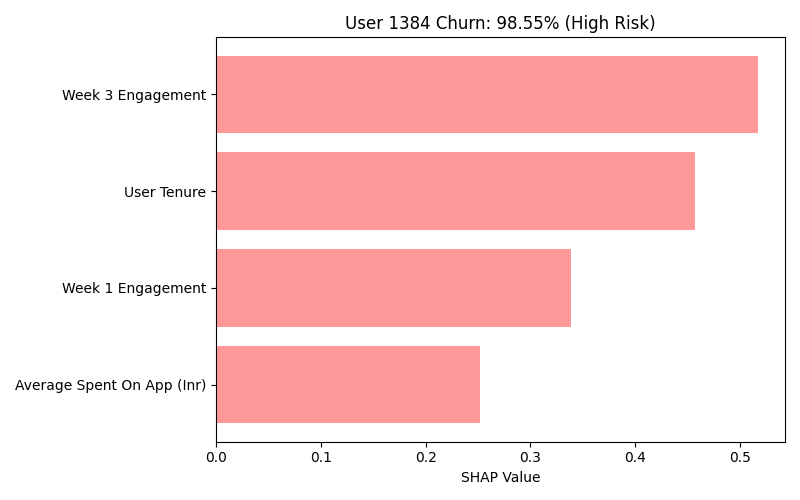 User 1384 Churn: 98.55% (High Risk)
Week 3 Engagement
User Tenure
Week 1 Engagement
Average Spent On App (Inr)
0.0 0.1 0.2 0.3 0.4 0.5
SHAP Value